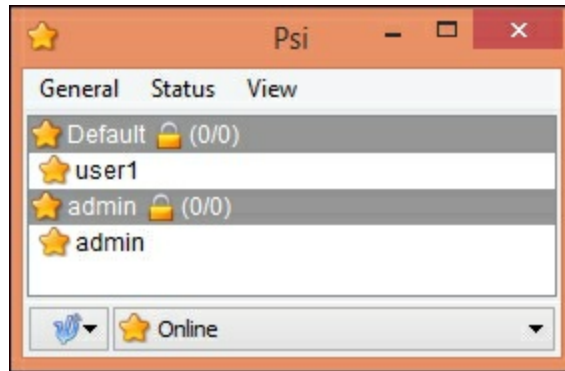 Psi
General Status View
Default (0/0)
user1
admin (0/0)
admin
Online